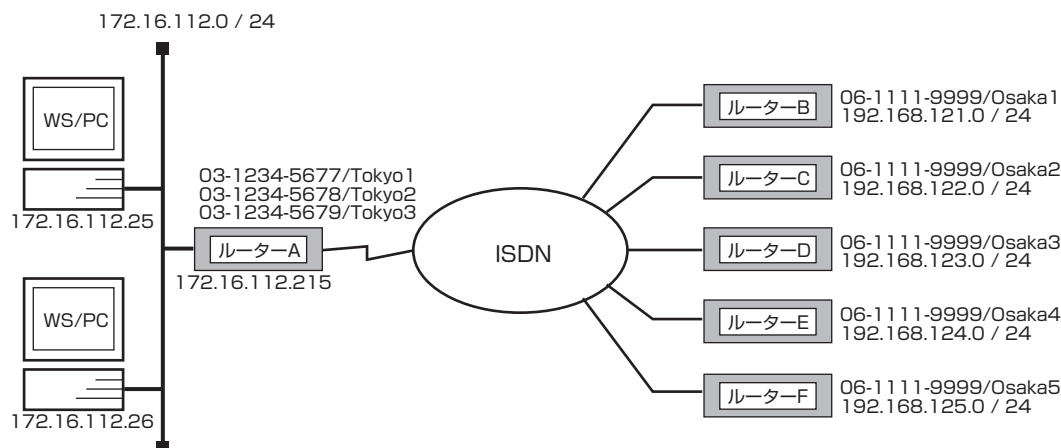 172.16.112.0 / 24
WS/PC
172.16.112.25
03-1234-5677/Tokyo1
03-1234-5678/Tokyo2
03-1234-5679/Tokyo3
ルーターA
172.16.112.215
WS/PC
172.16.112.26
ISDN
ルーターB
06-1111-9999/Osaka1
192.168.121.0 / 24
ルーターC
06-1111-9999/Osaka2
192.168.122.0 / 24
ルーターD
06-1111-9999/Osaka3
192.168.123.0 / 24
ルーターE
06-1111-9999/Osaka4
192.168.124.0 / 24
ルーターF
06-1111-9999/Osaka5
192.168.125.0 / 24